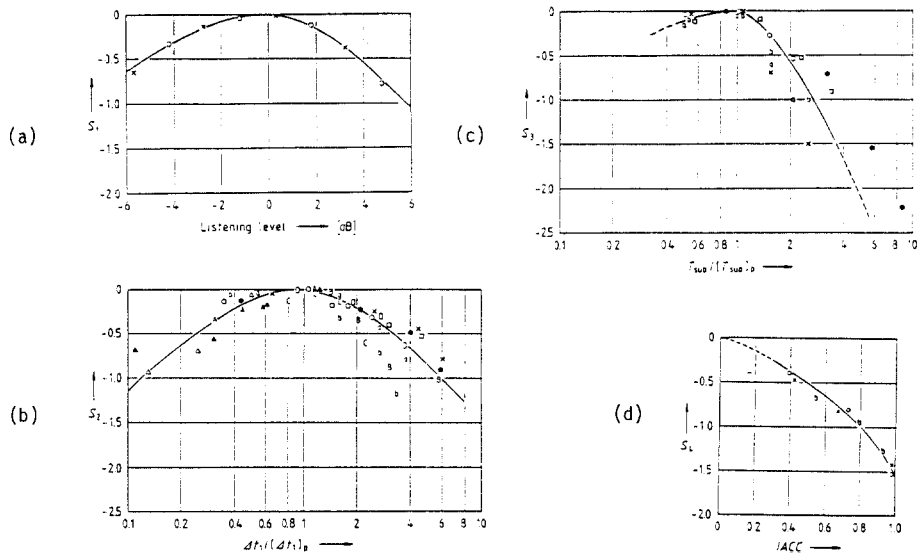 (a)
0
-0.5
-1.0
-1.5
-2.0
S₁
-6 -4 -2 0 2 4 6
Listening level [dB]
(b)
0
-0.5
-1.0
-1.5
-2.0
-2.5
S₂
0.1 0.2 0.4 0.6 0.8 1 2 4 6 8 10
Δt₁/[Δt₁]p
(c)
0
-0.5
-1.0
-1.5
-2.0
-2.5
S₃
0.1 0.2 0.4 0.6 0.8 1 2 4 6 8 10
Tsub/[Tsub]p
(d)
0
-0.5
-1.0
-1.5
-2.0
S₄
0 0.2 0.4 0.6 0.8 1.0
IACC